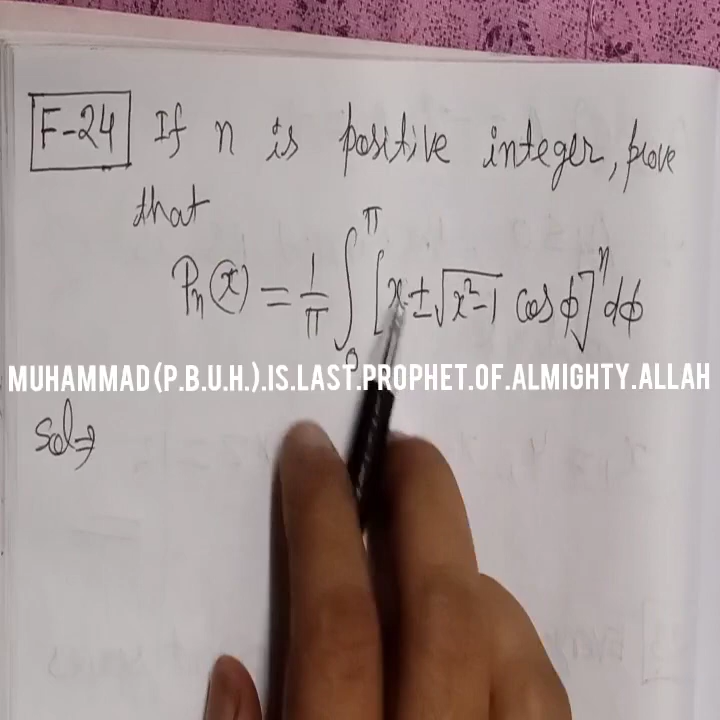 F-24 If n is positive integer, prove
that
Pn(x) = 1/π ∫₀^π [x ± √(x²-1) cos φ]^n dφ
MUHAMMAD(P.B.U.H.).IS.LAST.PROPHET.OF.ALMIGHTY.ALLAH
Sol⇒